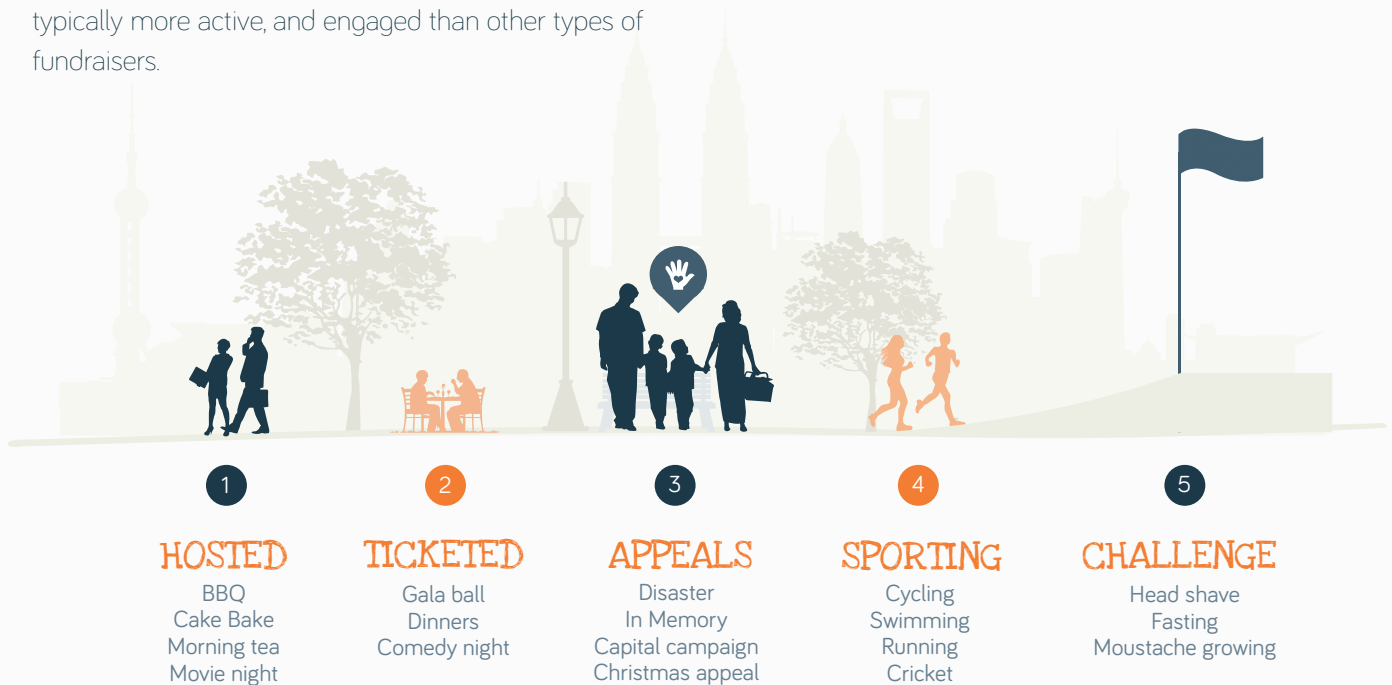 typically more active, and engaged than other types of
fundraisers.
1
HOSTED
BBQ
Cake Bake
Morning tea
Movie night
2
TICKETED
Gala ball
Dinners
Comedy night
3
APPEALS
Disaster
In Memory
Capital campaign
Christmas appeal
4
SPORTING
Cycling
Swimming
Running
Cricket
5
CHALLENGE
Head shave
Fasting
Moustache growing